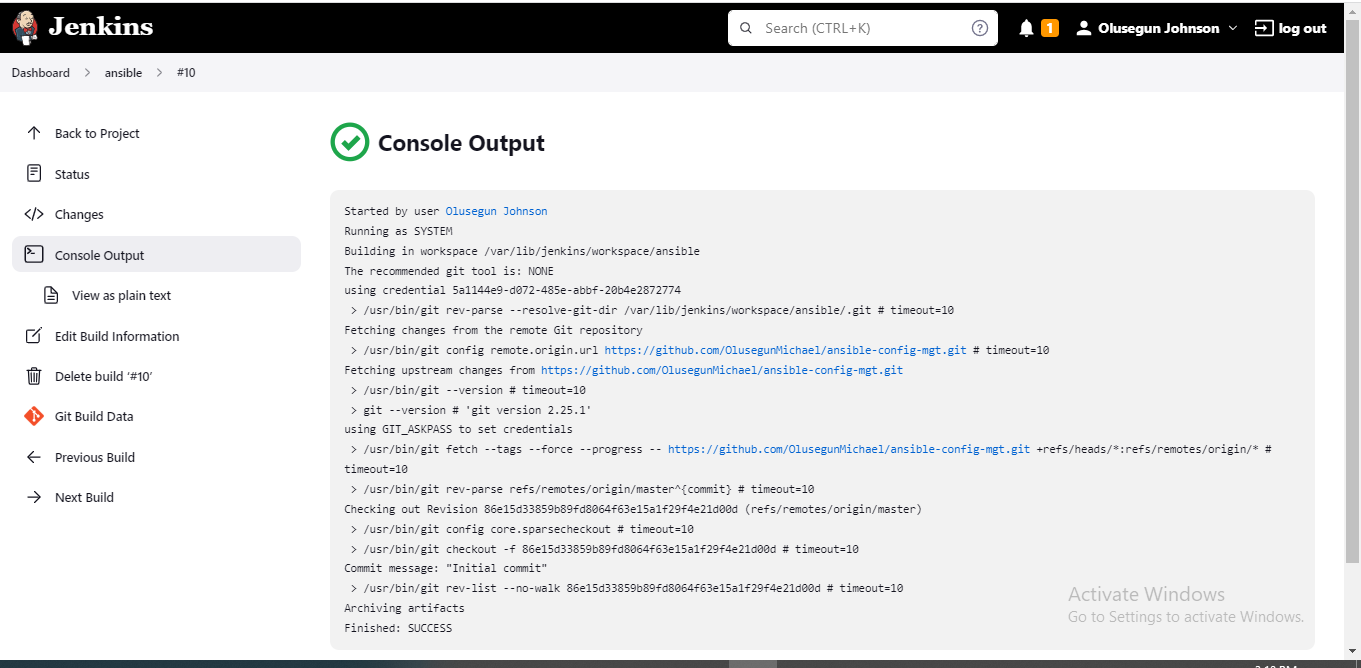 Jenkins
Search (CTRL+K)
1
Olusegun Johnson
log out
Dashboard
ansible
#10
Back to Project
Status
Changes
Console Output
View as plain text
Edit Build Information
Delete build ‘#10’
Git Build Data
Previous Build
Next Build
Console Output
Started by user Olusegun Johnson
Running as SYSTEM
Building in workspace /var/lib/jenkins/workspace/ansible
The recommended git tool is: NONE
using credential 5a1144e9-d072-485e-abbf-20b4e2872774
> /usr/bin/git rev-parse --resolve-git-dir /var/lib/jenkins/workspace/ansible/.git # timeout=10
Fetching changes from the remote Git repository
> /usr/bin/git config remote.origin.url https://github.com/OlusegunMichael/ansible-config-mgt.git # timeout=10
Fetching upstream changes from https://github.com/OlusegunMichael/ansible-config-mgt.git
> /usr/bin/git --version # timeout=10
> git --version # 'git version 2.25.1'
using GIT_ASKPASS to set credentials
> /usr/bin/git fetch --tags --force --progress -- https://github.com/OlusegunMichael/ansible-config-mgt.git +refs/heads/*:refs/remotes/origin/* #
timeout=10
> /usr/bin/git rev-parse refs/remotes/origin/master^{commit} # timeout=10
Checking out Revision 86e15d33859b89fd8064f63e15a1f29f4e21d00d (refs/remotes/origin/master)
> /usr/bin/git config core.sparsecheckout # timeout=10
> /usr/bin/git checkout -f 86e15d33859b89fd8064f63e15a1f29f4e21d00d # timeout=10
Commit message: "Initial commit"
> /usr/bin/git rev-list --no-walk 86e15d33859b89fd8064f63e15a1f29f4e21d00d # timeout=10
Archiving artifacts
Finished: SUCCESS
Activate Windows
Go to Settings to activate Windows.